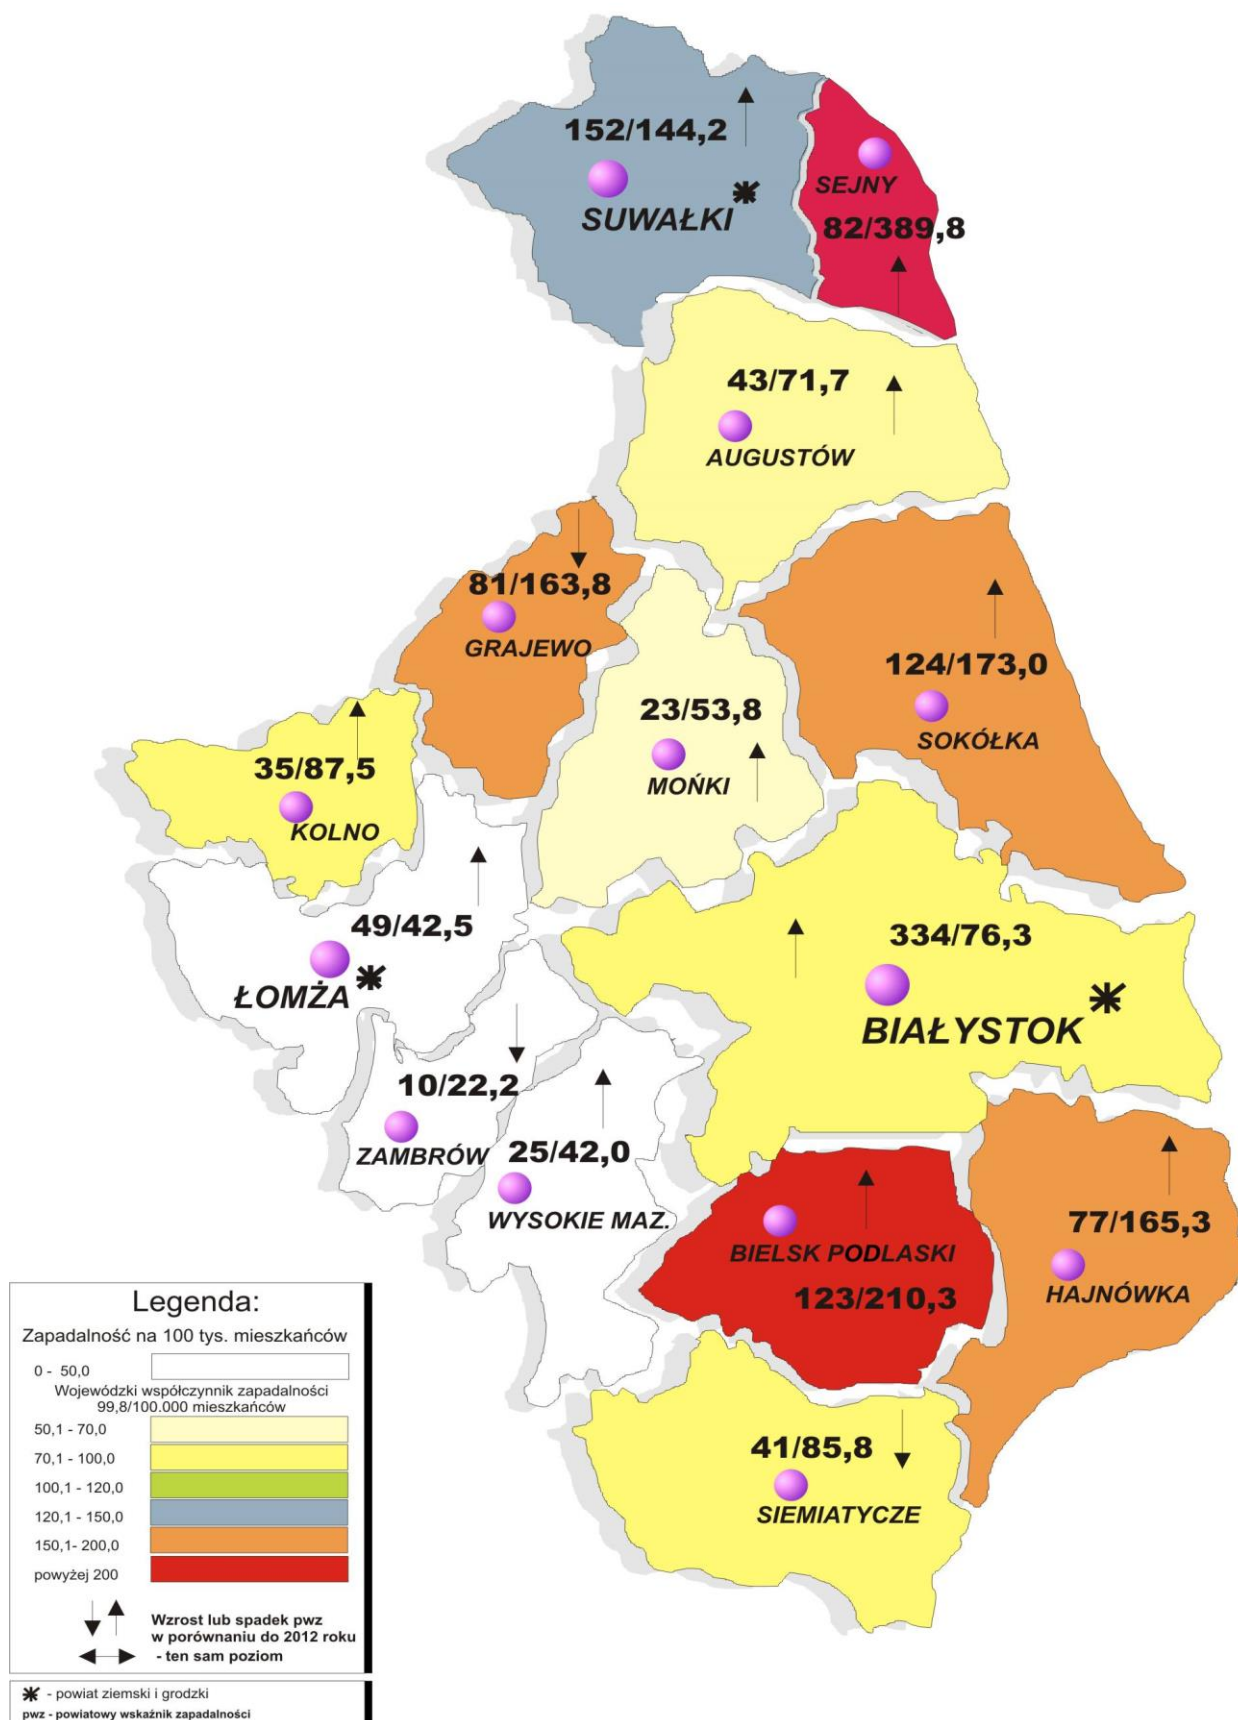 152/144,2
SUWAŁKI
SEJNY
82/389,8
43/71,7
AUGUSTÓW
81/163,8
GRAJEWO
124/173,0
SOKÓŁKA
23/53,8
MOŃKI
35/87,5
KOLNO
49/42,5
ŁOMŻA
334/76,3
BIAŁYSTOK
10/22,2
ZAMBRÓW
25/42,0
WYSOKIE MAZ.
BIELSK PODLASKI
123/210,3
77/165,3
HAJNÓWKA
41/85,8
SIEMIATYCZE
Legenda:
Zapadalność na 100 tys. mieszkańców
0 - 50,0
Wojewódzki współczynnik zapadalności
99,8/100.000 mieszkańców
50,1 - 70,0
70,1 - 100,0
100,1 - 120,0
120,1 - 150,0
150,1- 200,0
powyżej 200
Wzrost lub spadek pwz
w porównaniu do 2012 roku
- ten sam poziom
- powiat ziemski i grodzki
pwz - powiatowy wskaźnik zapadalności